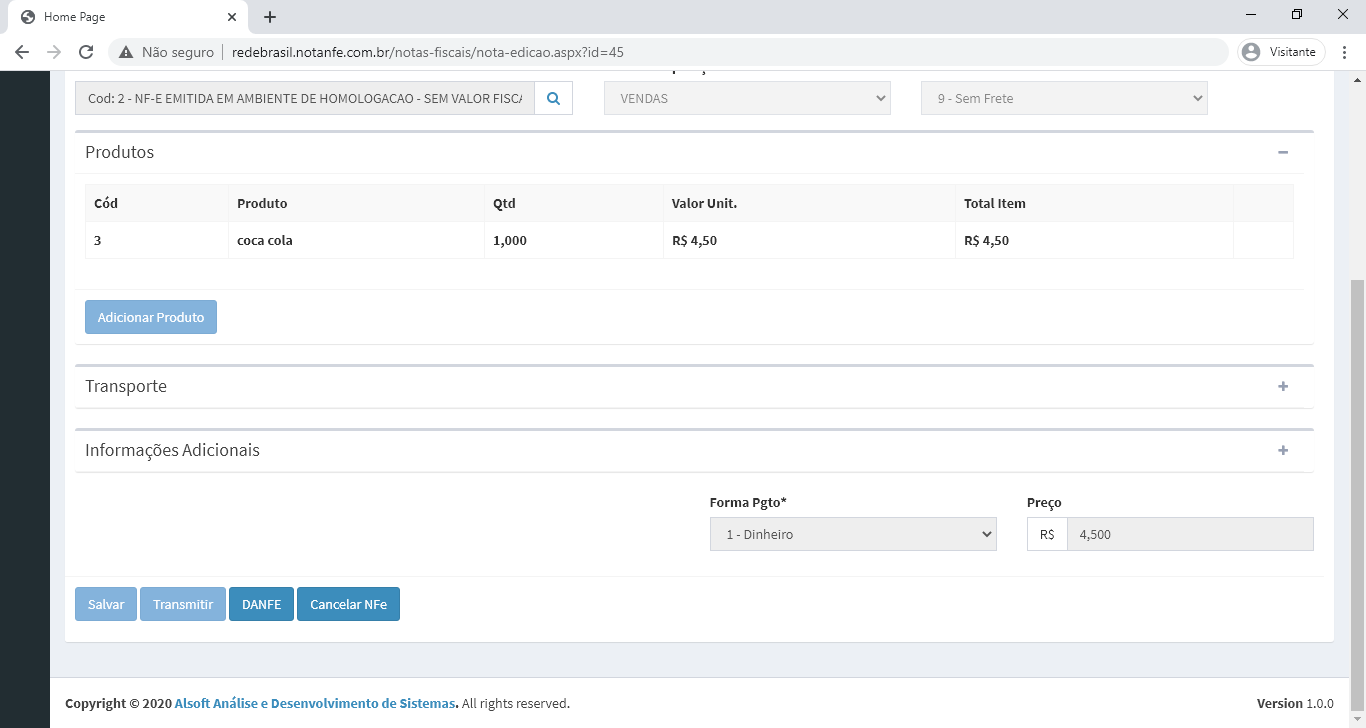 Home Page
Não seguro redebrasil.notanfe.com.br/notas-fiscais/nota-edicao.aspx?id=45 Visitante
Cod: 2 - NF-E EMITIDA EM AMBIENTE DE HOMOLOGACAO - SEM VALOR FISC VENDAS 9 - Sem Frete
Produtos
Cód Produto Qtd Valor Unit. Total Item
3 coca cola 1,000 R$ 4,50 R$ 4,50
Adicionar Produto
Transporte
Informações Adicionais
Forma Pgto* Preço
1 - Dinheiro R$ 4,500
Salvar Transmitir DANFE Cancelar NFe
Copyright © 2020 Alsoft Análise e Desenvolvimento de Sistemas. All rights reserved. Version 1.0.0